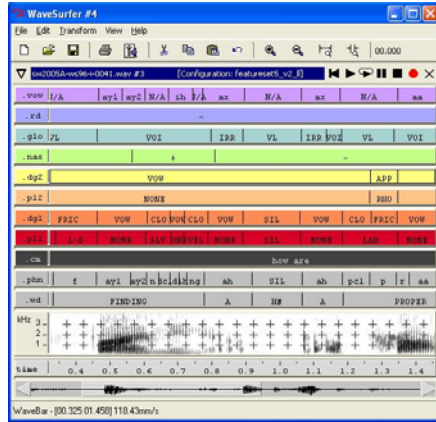 WaveSurfer #4
File Edit Transform View Help
00.000
sw2005A-ws96-i-0041.wav #3 [Configuration: featureset5_v2_ll]
.vow N/A ay1 ay2 N/A ih N/A ax N/A ax N/A aa
.rd -
.glo VL VOI IRR VL IRR VOI VL VOI
.nas - + -
.dg2 VOW APP
.pl2 NONE RHO
.dg1 FRIC VOW CLO VOW CLO VOW SIL VOW CLO FRIC VOW
.pl1 L-D NONE ALV NONE VEL NONE SIL NONE LAB NONE
.cm how are
.phn f ay1 ay2 n dcl d ih ng ah SIL ah pcl p r aa
.wd FINDING A H# A PROPER
kHz 3
2
1
time 0.4 0.5 0.6 0.7 0.8 0.9 1.0 1.1 1.2 1.3 1.4
WaveBar - [00.325 01.458] 118.43mm/s